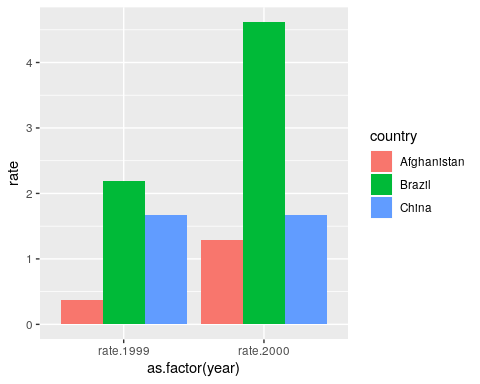 4
3
2
1
0
rate
rate.1999 rate.2000
as.factor(year)
country
Afghanistan
Brazil
China